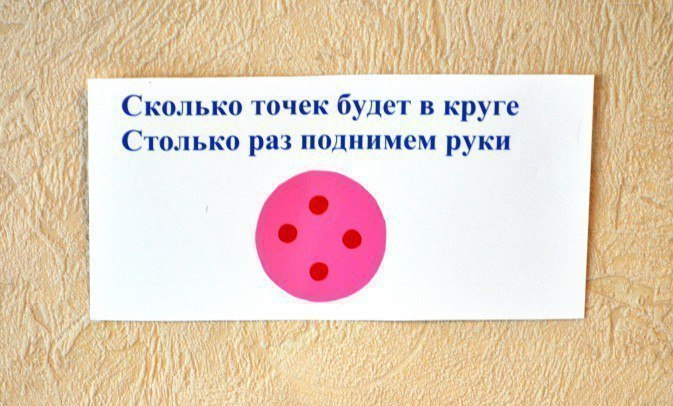 Сколько точек будет в круге
Столько раз поднимем руки